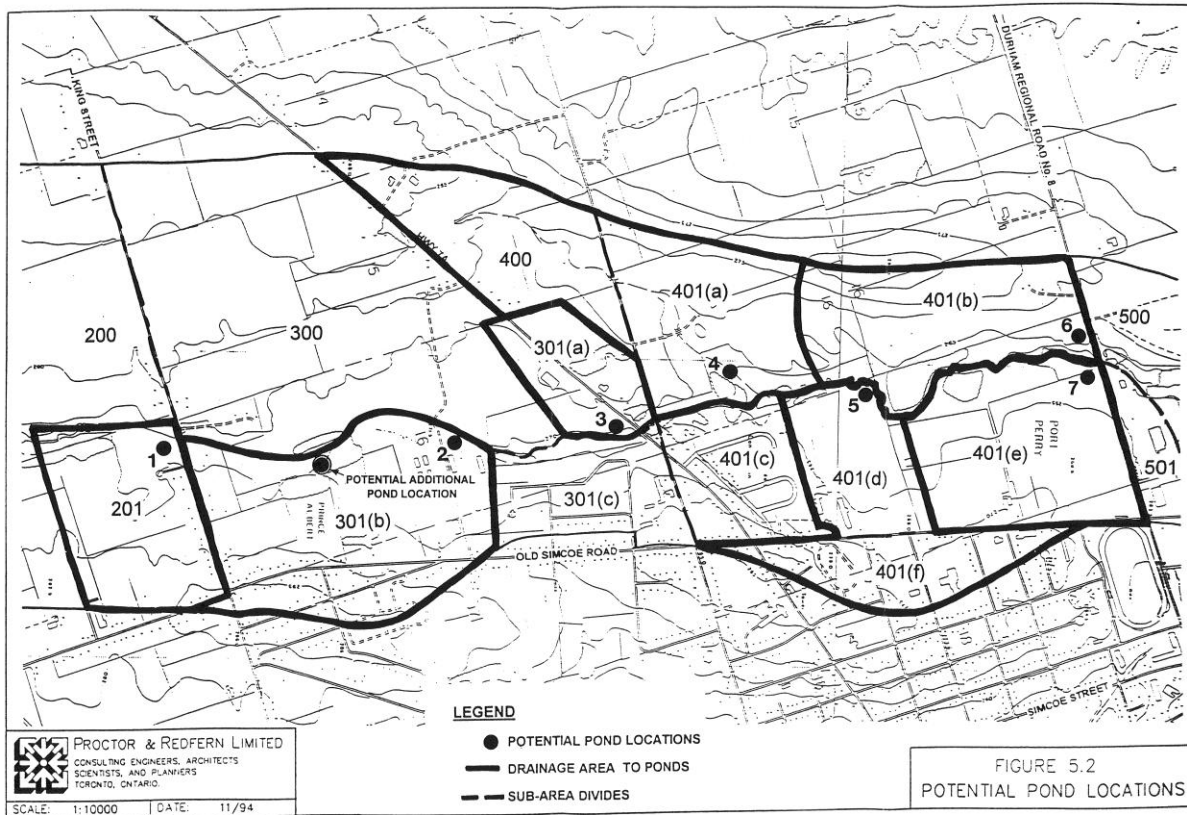 KING STREET
DURHAM REGIONAL ROAD No. 8
HWY 7A
400
401(a)
401(b)
200
300
301(a)
6
500
4
5
7
3
2
1
POTENTIAL ADDITIONAL
POND LOCATION
201
PRINCE
ALBERT
301(b)
301(c)
401(c)
401(d)
401(e)
PORT
PERRY
501
OLD SIMCOE ROAD
401(f)
SIMCOE STREET
LEGEND
POTENTIAL POND LOCATIONS
DRAINAGE AREA TO PONDS
SUB-AREA DIVIDES
PROCTOR & REDFERN LIMITED
CONSULTING ENGINEERS, ARCHITECTS
SCIENTISTS, AND PLANNERS
TORONTO, ONTARIO.
SCALE: 1:10000 DATE: 11/94
FIGURE 5.2
POTENTIAL POND LOCATIONS